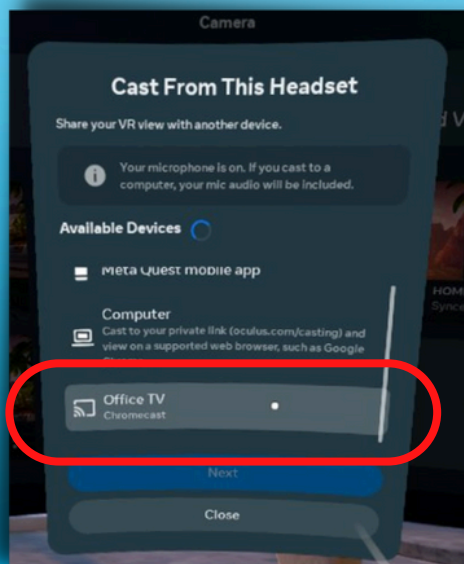 Camera
Cast From This Headset
Share your VR view with another device.
Your microphone is on. If you cast to a
computer, your mic audio will be included.
Available Devices
Meta Quest mobile app
Computer
Cast to your private link (oculus.com/casting) and
view on a supported web browser, such as Google
Office TV
Chromecast
Next
Close